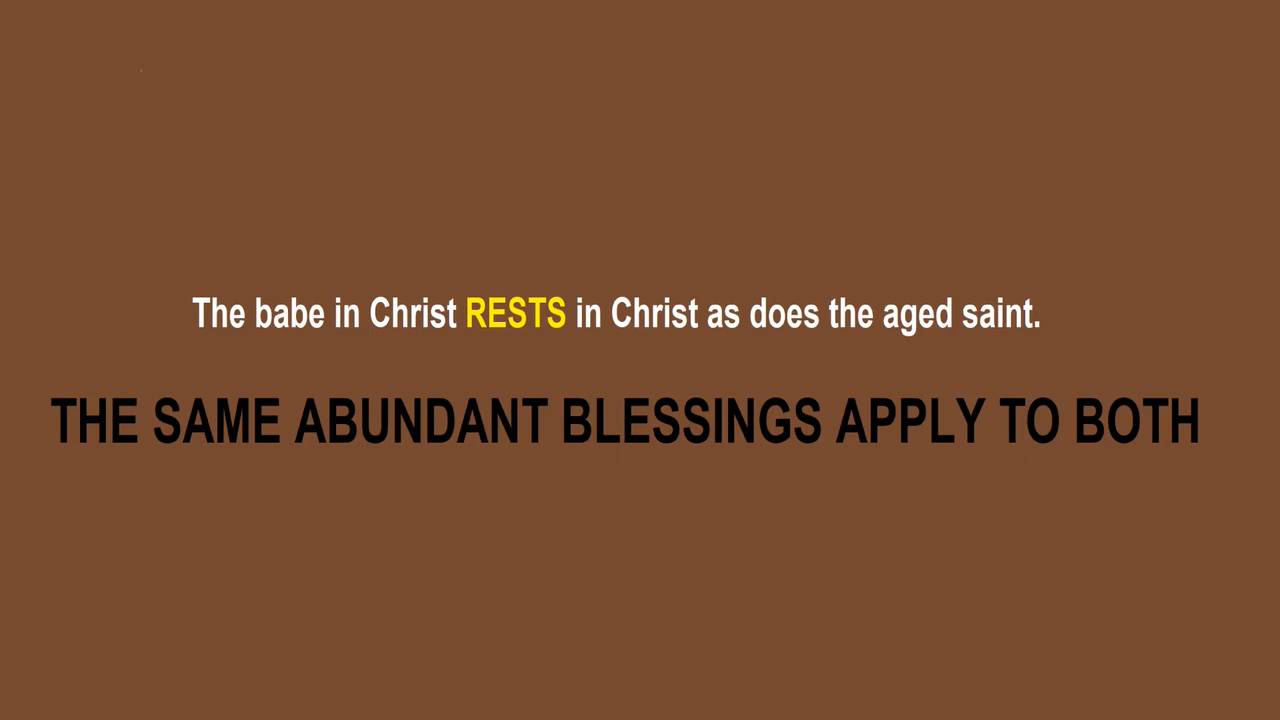 The babe in Christ RESTS in Christ as does the aged saint.
THE SAME ABUNDANT BLESSINGS APPLY TO BOTH